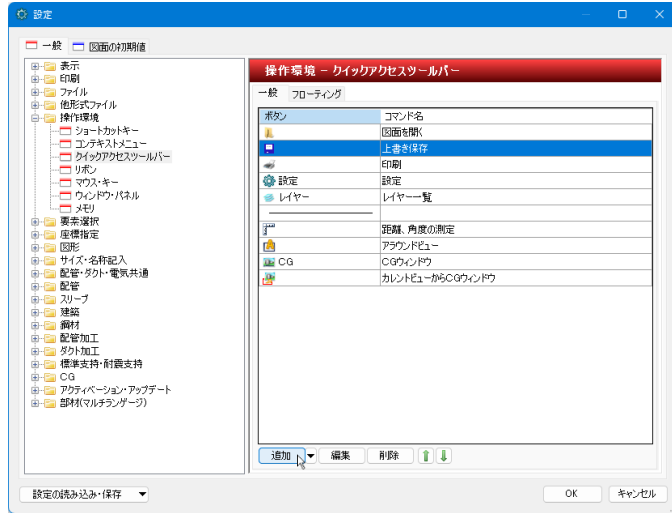 設定
一般 図面の初期値
表示
印刷
ファイル
他形式ファイル
操作環境
ショートカットキー
コンテキストメニュー
クイックアクセスツールバー
リボン
マウス・キー
ウィンドウ・パネル
メモリ
要素選択
座標指定
図形
サイズ・名称記入
配管・ダクト・電気共通
配管
スリーブ
建築
鋼材
配管加工
ダクト加工
標準支持・耐震支持
CG
アクティベーション・アップデート
部材(マルチランゲージ)
操作環境 - クイックアクセスツールバー
一般 フローティング
ボタン コマンド名
図面を開く
上書き保存
印刷
設定 設定
レイヤー レイヤー一覧
距離、角度の測定
アラウンドビュー
CG CGウィンドウ
カレントビューからCGウィンドウ
追加 編集 削除
設定の読み込み・保存
OK キャンセル